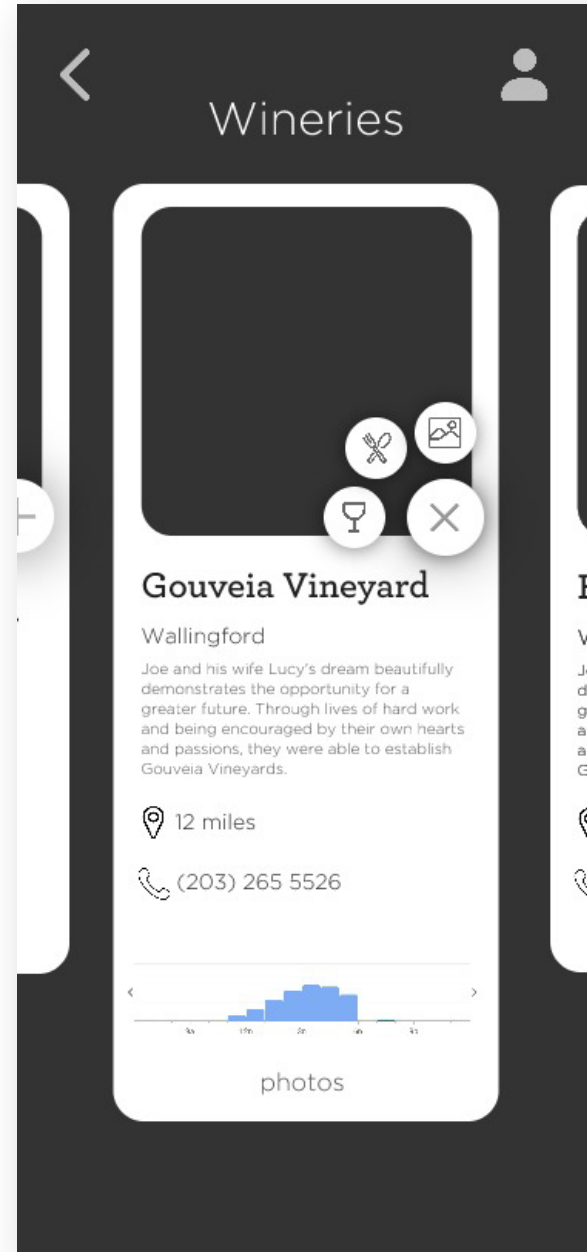 Wineries
Gouveia Vineyard
Wallingford
Joe and his wife Lucy's dream beautifully
demonstrates the opportunity for a
greater future. Through lives of hard work
and being encouraged by their own hearts
and passions, they were able to establish
Gouveia Vineyards.
12 miles
(203) 265 5526
photos